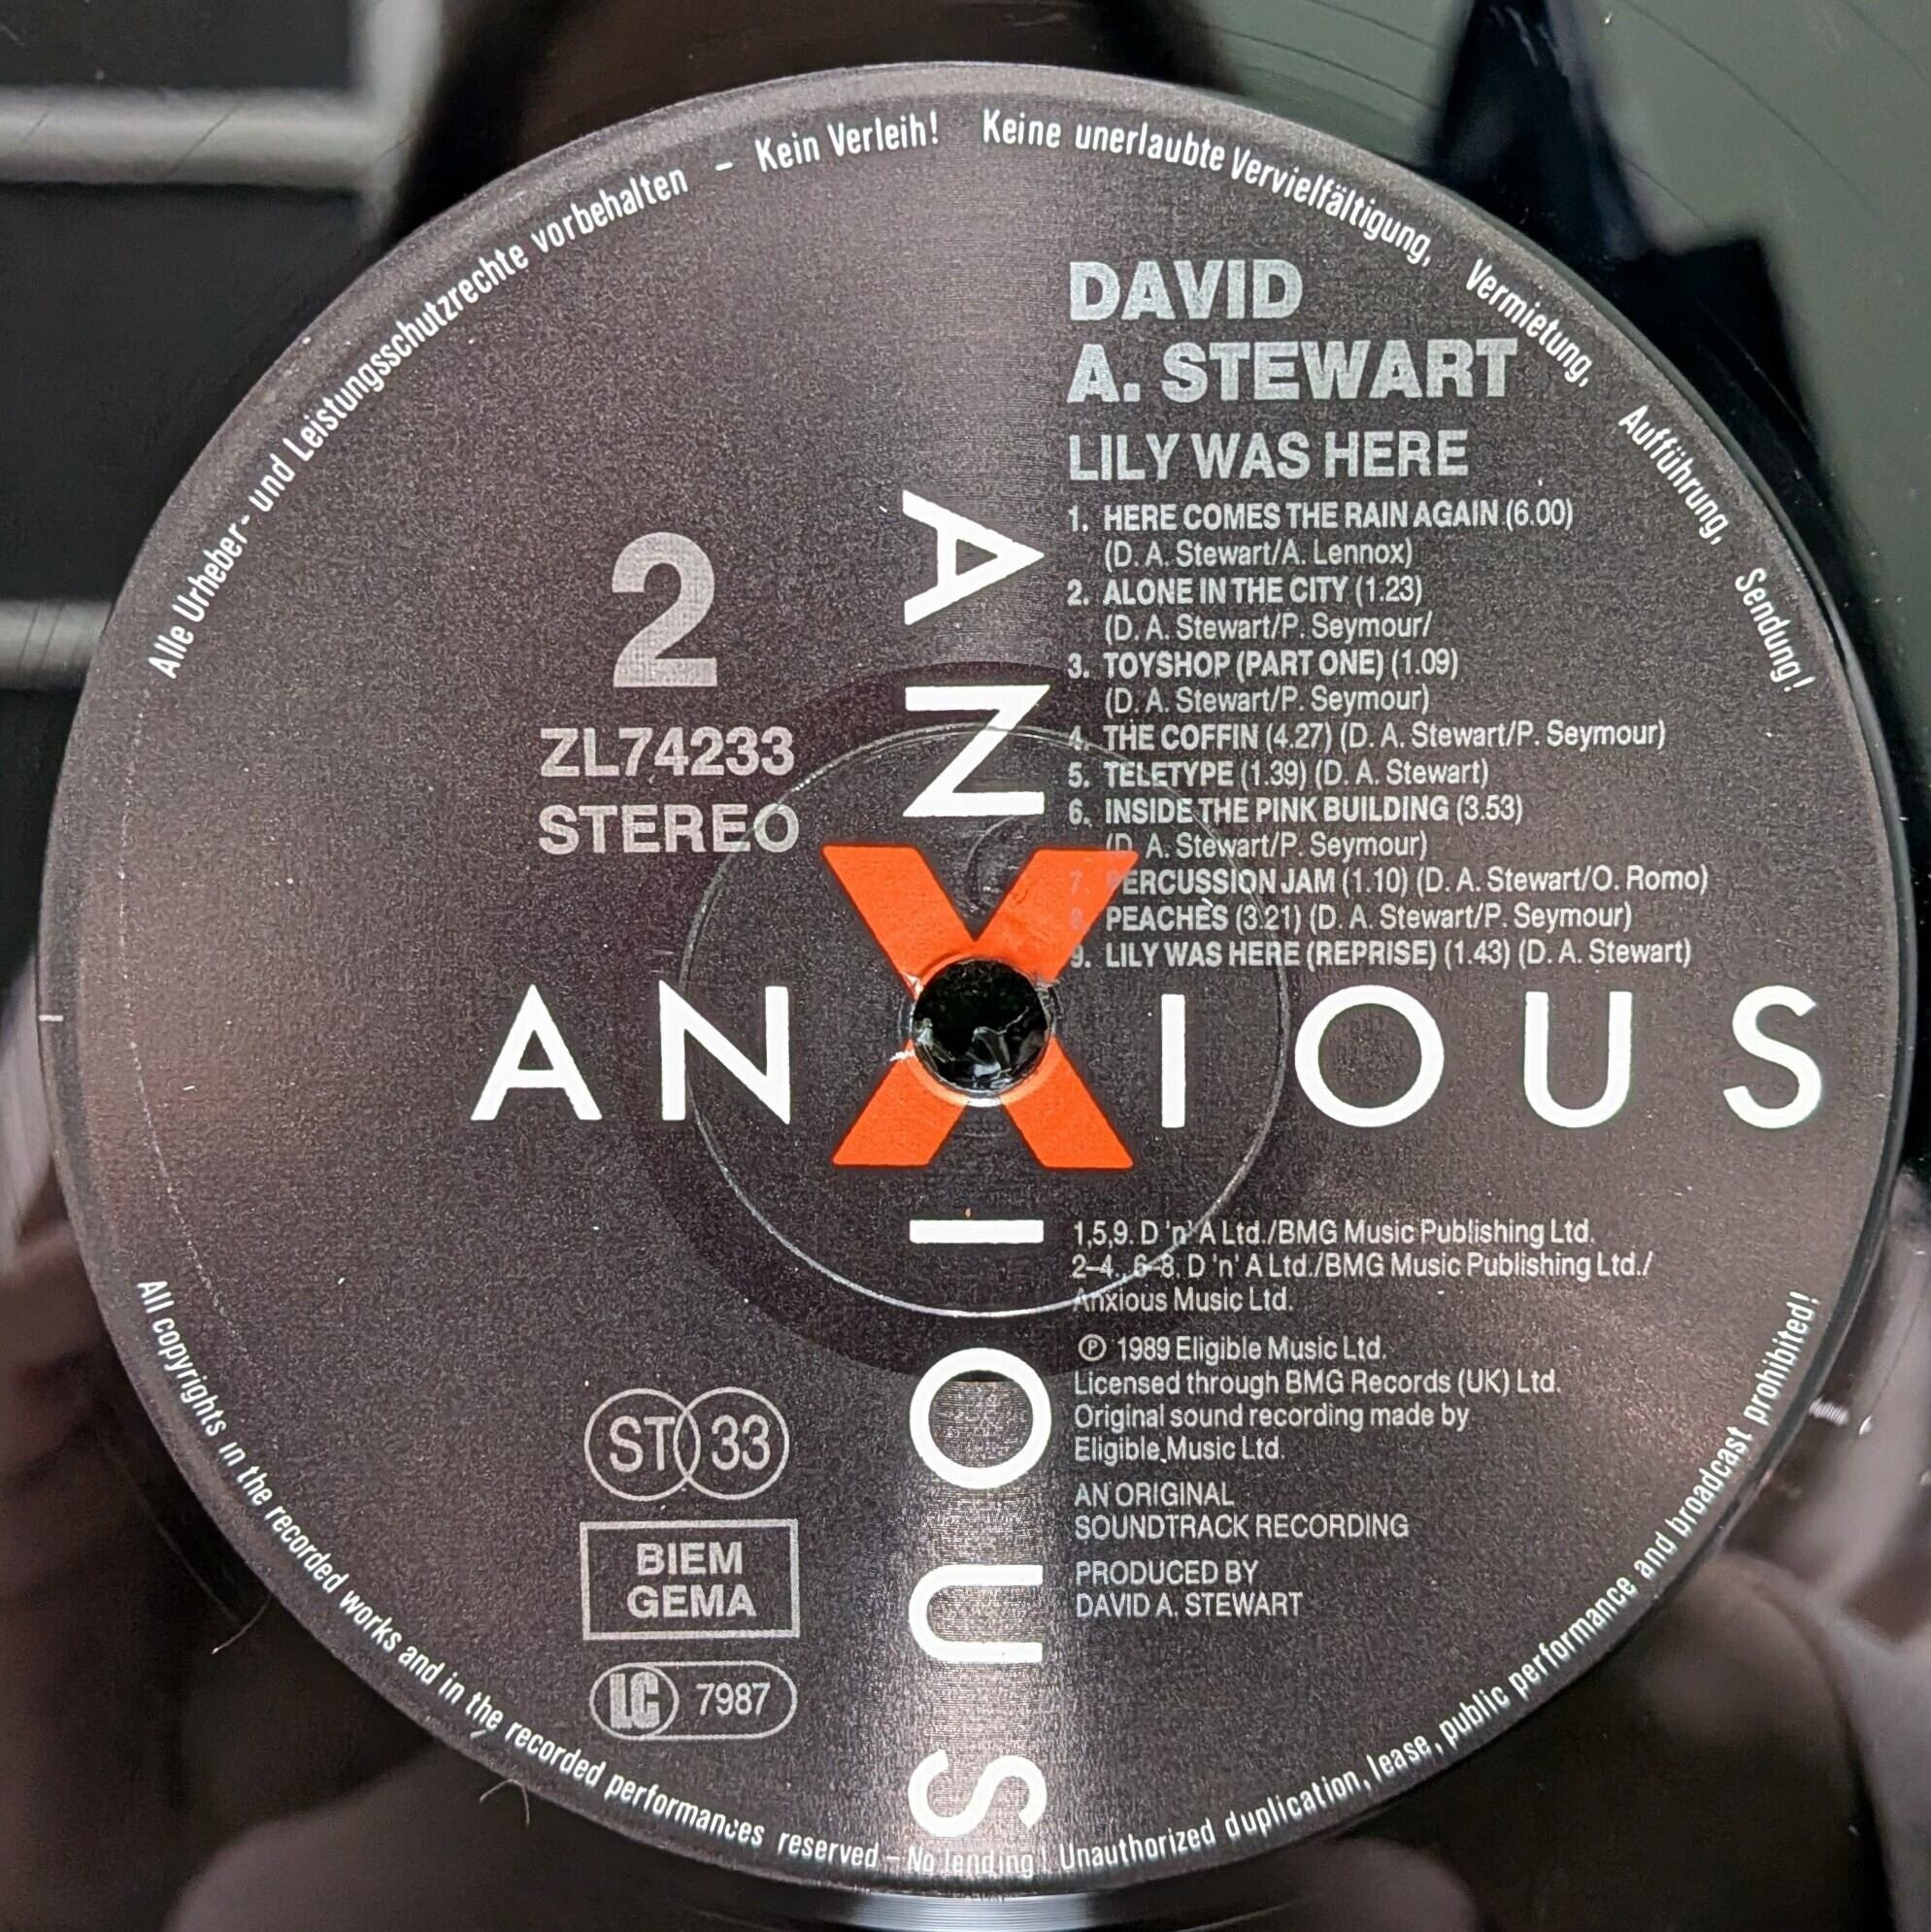 Alle Urheber- und Leistungsschutzrechte vorbehalten – Kein Verleih! Keine unerlaubte Vervielfältigung, Vermietung, Aufführung, Sendung!
DAVID
A. STEWART
LILY WAS HERE
1. HERE COMES THE RAIN AGAIN (6.00)
(D. A. Stewart/A. Lennox)
2. ALONE IN THE CITY (1.23)
(D. A. Stewart/P. Seymour/
3. TOYSHOP (PART ONE) (1.09)
(D. A. Stewart/P. Seymour)
4. THE COFFIN (4.27) (D. A. Stewart/P. Seymour)
5. TELETYPE (1.39) (D. A. Stewart)
6. INSIDE THE PINK BUILDING (3.53)
(D. A. Stewart/P. Seymour)
7. PERCUSSION JAM (1.10) (D. A. Stewart/O. Romo)
8. PEACHES (3.21) (D. A. Stewart/P. Seymour)
9. LILY WAS HERE (REPRISE) (1.43) (D. A. Stewart)
2
ZL74233
STEREO
ANXIOUS
ANXIOUS
1,5,9. D 'n' A Ltd./BMG Music Publishing Ltd.
2–4., 6–8. D 'n' A Ltd./BMG Music Publishing Ltd./
Anxious Music Ltd.
℗ 1989 Eligible Music Ltd.
Licensed through BMG Records (UK) Ltd.
Original sound recording made by
Eligible Music Ltd.
AN ORIGINAL
SOUNDTRACK RECORDING
PRODUCED BY
DAVID A. STEWART
ST 33
BIEM
GEMA
LC 7987
All copyrights in the recorded works and in the recorded performances reserved – No lending! Unauthorized duplication, lease, public performance and broadcast prohibited!